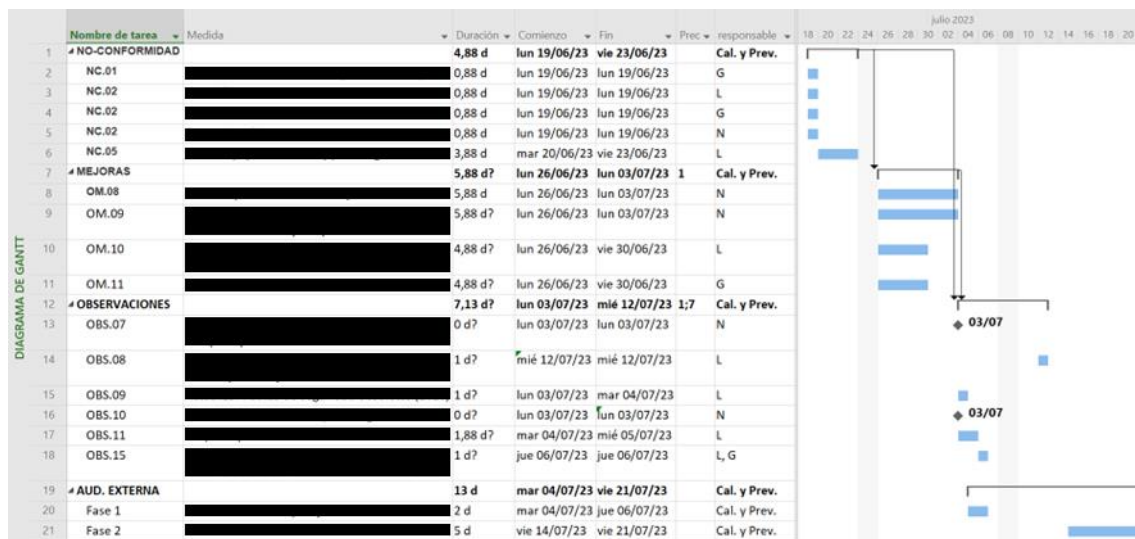 julio 2023
Nombre de tarea Medida Duración Comienzo Fin Prec responsable 18 20 22 24 26 28 30 02 04 06 08 10 12 14 16 18 20
1 NO-CONFORMIDAD 4,88 d lun 19/06/23 vie 23/06/23 Cal. y Prev.
2 NC.01 0,88 d lun 19/06/23 lun 19/06/23 G
3 NC.02 0,88 d lun 19/06/23 lun 19/06/23 L
4 NC.02 0,88 d lun 19/06/23 lun 19/06/23 G
5 NC.02 0,88 d lun 19/06/23 lun 19/06/23 N
6 NC.05 3,88 d mar 20/06/23 vie 23/06/23 L
7 MEJORAS 5,88 d? lun 26/06/23 lun 03/07/23 1 Cal. y Prev.
8 OM.08 5,88 d lun 26/06/23 lun 03/07/23 N
9 OM.09 5,88 d? lun 26/06/23 lun 03/07/23 N
10 OM.10 4,88 d? lun 26/06/23 vie 30/06/23 L
11 OM.11 4,88 d? lun 26/06/23 vie 30/06/23 G
12 OBSERVACIONES 7,13 d? lun 03/07/23 mié 12/07/23 1;7 Cal. y Prev.
13 OBS.07 0 d? lun 03/07/23 lun 03/07/23 N 03/07
14 OBS.08 1 d? mié 12/07/23 mié 12/07/23 L
15 OBS.09 1 d? lun 03/07/23 mar 04/07/23 L
16 OBS.10 0 d? lun 03/07/23 lun 03/07/23 N 03/07
17 OBS.11 1,88 d? mar 04/07/23 mié 05/07/23 L
18 OBS.15 1 d? jue 06/07/23 jue 06/07/23 L, G
19 AUD. EXTERNA 13 d mar 04/07/23 vie 21/07/23 Cal. y Prev.
20 Fase 1 2 d mar 04/07/23 jue 06/07/23 Cal. y Prev.
21 Fase 2 5 d vie 14/07/23 vie 21/07/23 Cal. y Prev.
DIAGRAMA DE GANTT